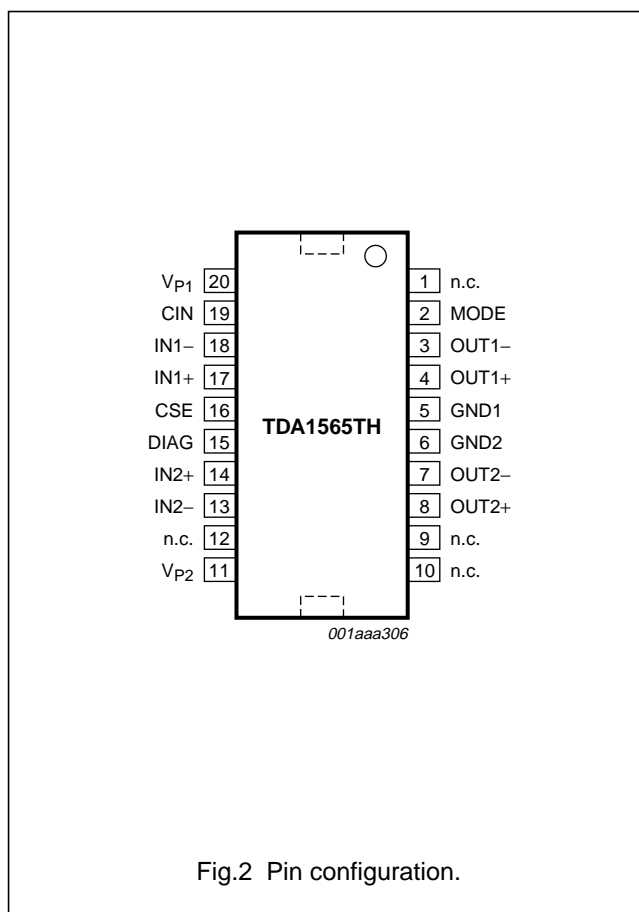 V_P1 20 1 n.c.
CIN 19 2 MODE
IN1− 18 3 OUT1−
IN1+ 17 4 OUT1+
CSE 16 5 GND1
TDA1565TH
DIAG 15 6 GND2
IN2+ 14 7 OUT2−
IN2− 13 8 OUT2+
n.c. 12 9 n.c.
V_P2 11 10 n.c.
001aaa306
Fig.2 Pin configuration.